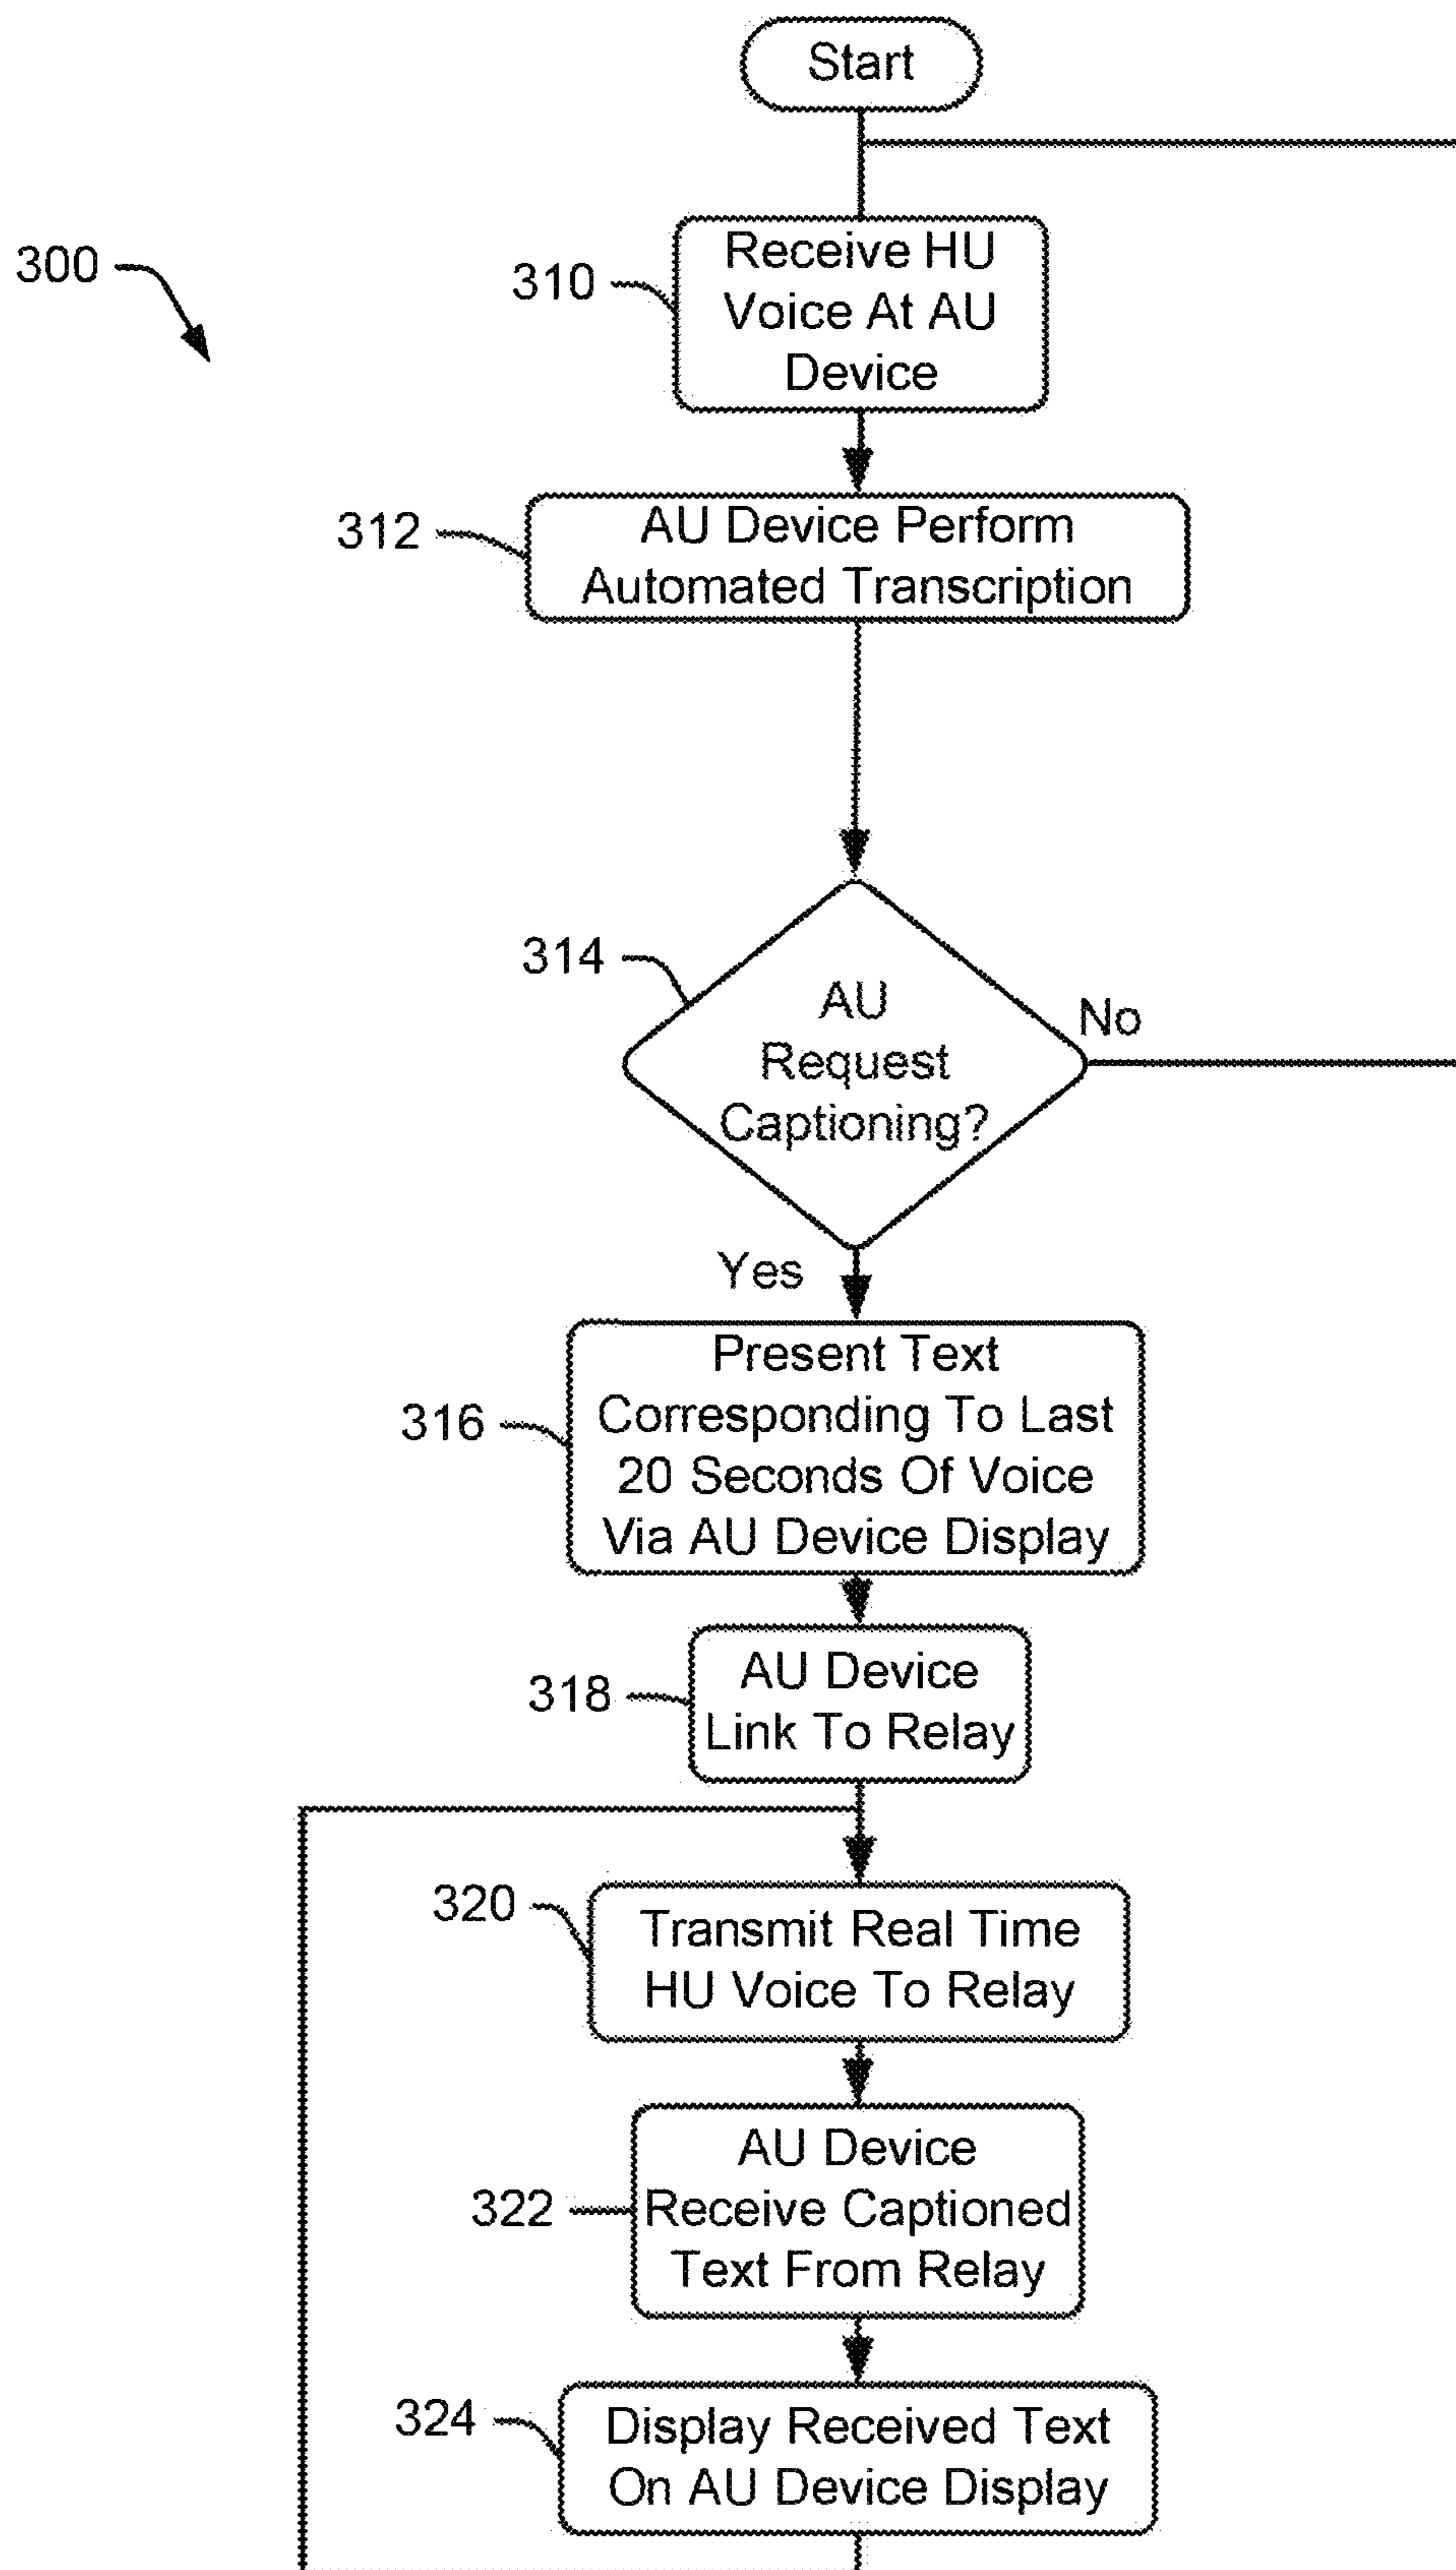 Start
300
310
Receive HU
Voice At AU
Device
312
AU Device Perform
Automated Transcription
314
AU
Request
Captioning?
No
Yes
316
Present Text
Corresponding To Last
20 Seconds Of Voice
Via AU Device Display
318
AU Device
Link To Relay
320
Transmit Real Time
HU Voice To Relay
322
AU Device
Receive Captioned
Text From Relay
324
Display Received Text
On AU Device Display